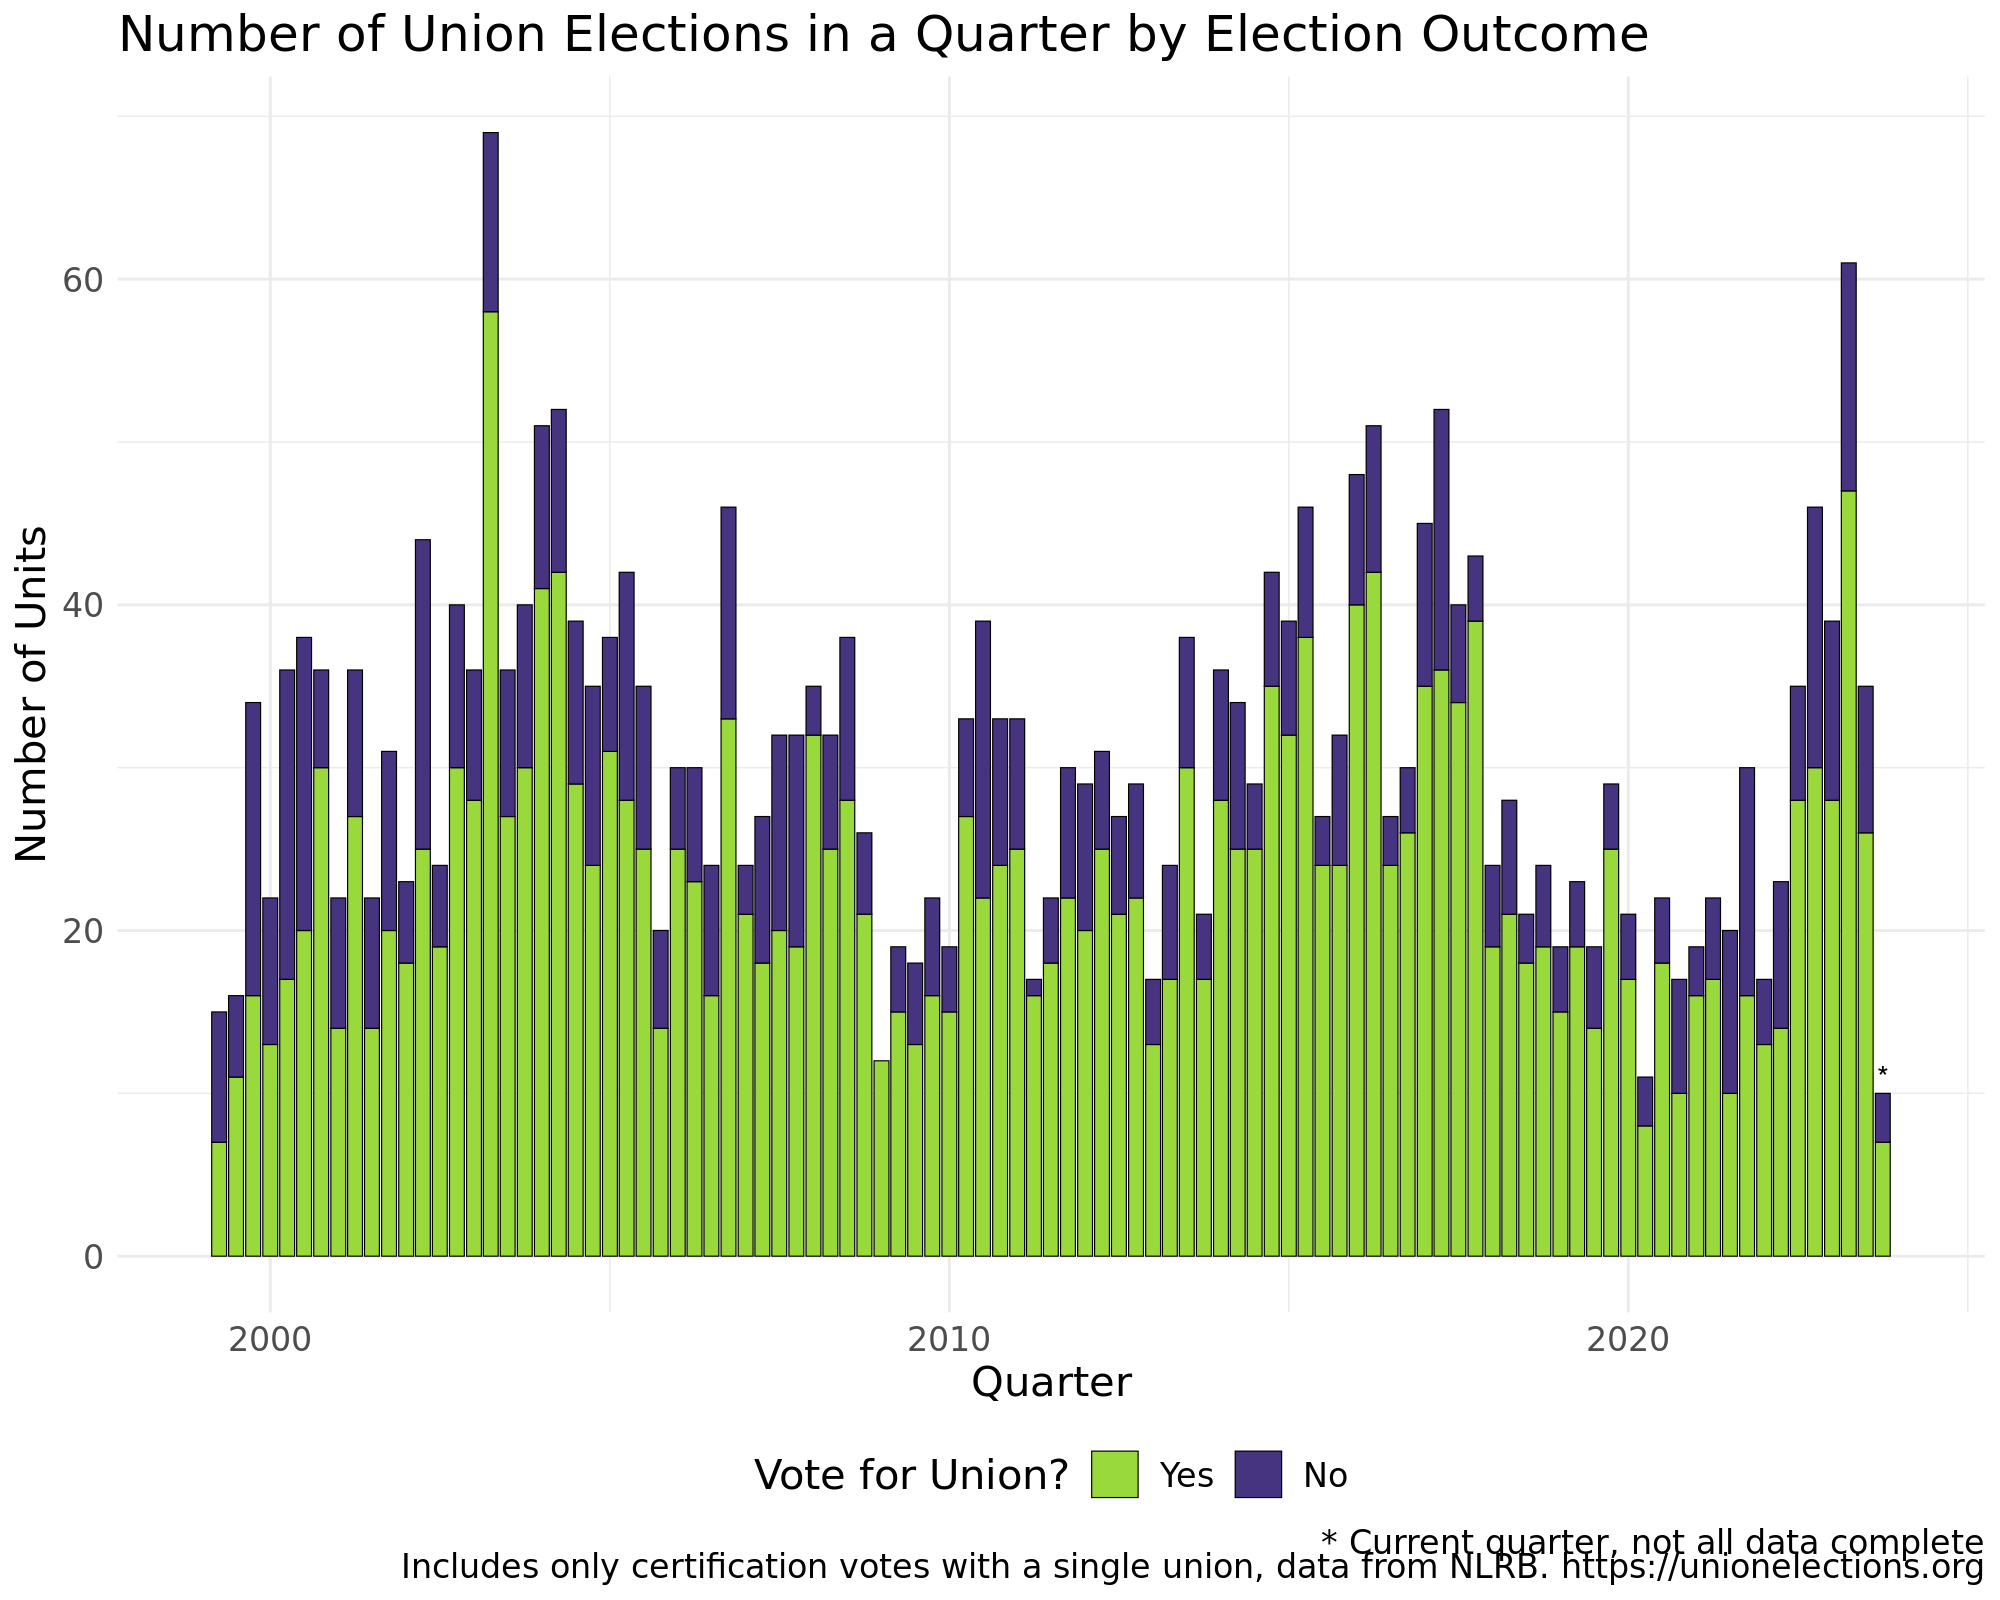 Number of Union Elections in a Quarter by Election Outcome
Number of Units
60
40
20
0
*
2000 2010 2020
Quarter
Vote for Union? Yes No
* Current quarter, not all data complete
Includes only certification votes with a single union, data from NLRB. https://unionelections.org